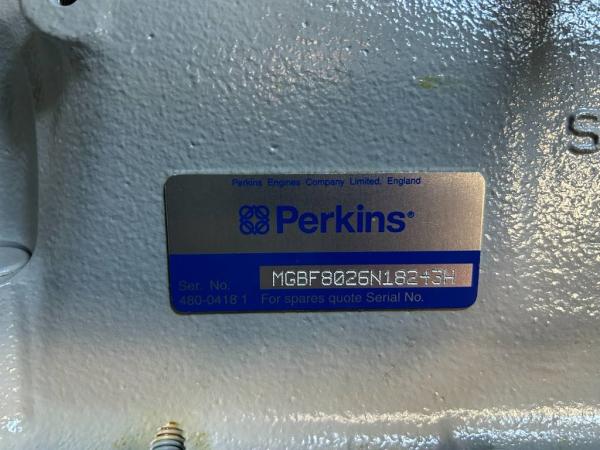 Perkins Engines Company Limited, England
Perkins®
Ser. No. MGBF8026N18243H
480-0418 1 For spares quote Serial No.
S